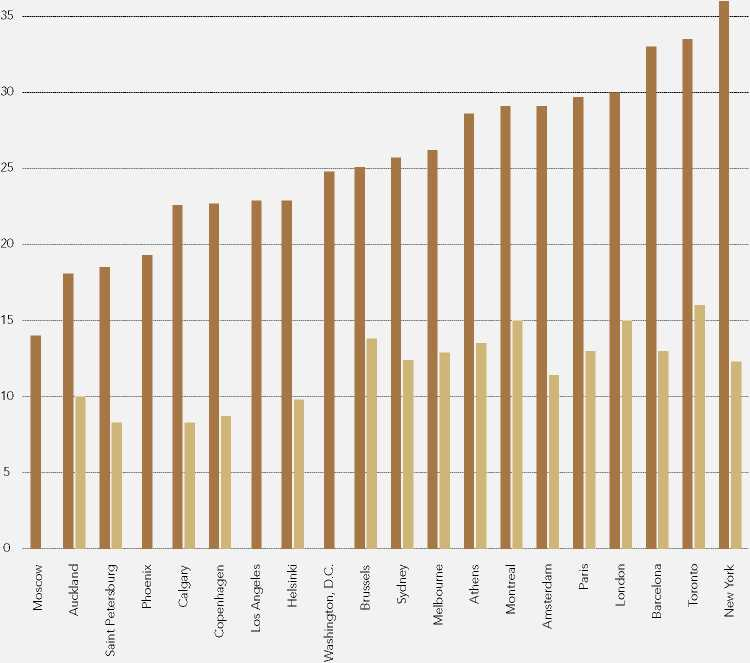 35
30
25
20
15
10
5
0
Moscow
Auckland
Saint Petersburg
Phoenix
Calgary
Copenhagen
Los Angeles
Helsinki
Washington, D.C.
Brussels
Sydney
Melbourne
Athens
Montreal
Amsterdam
Paris
London
Barcelona
Toronto
New York